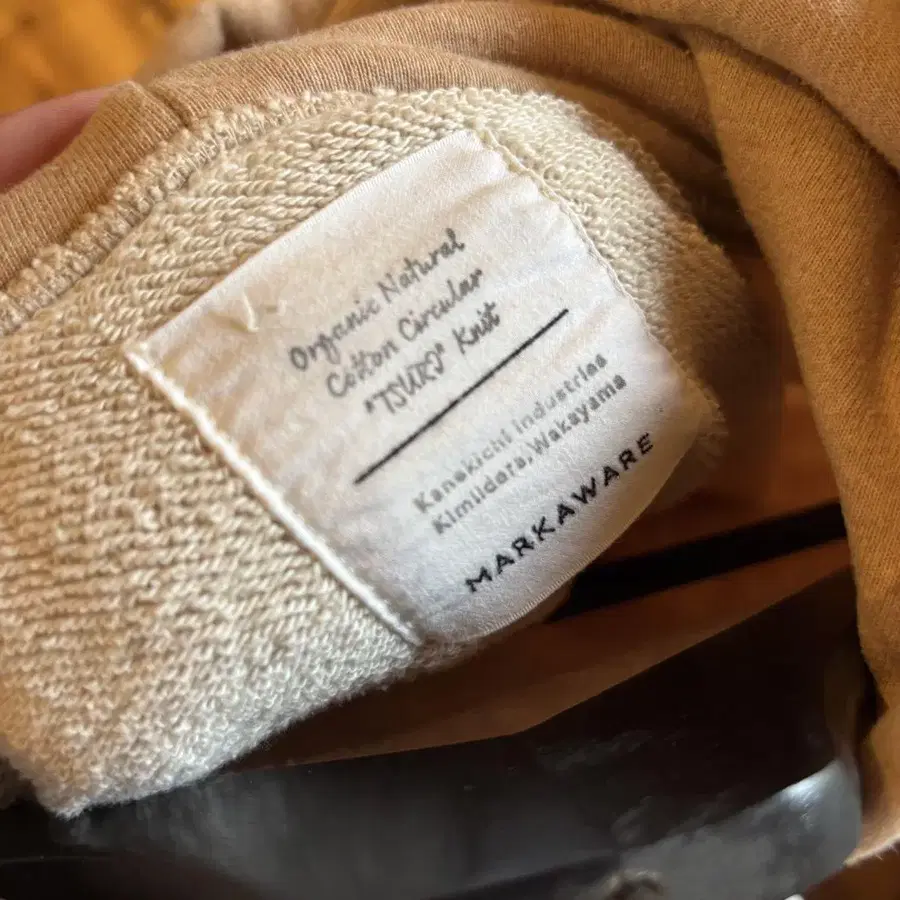 Organic Natural
Cotton Circular
"TSURI" Knit
Kanekichi Industries
Kimiidera, Wakayama
MARKAWARE